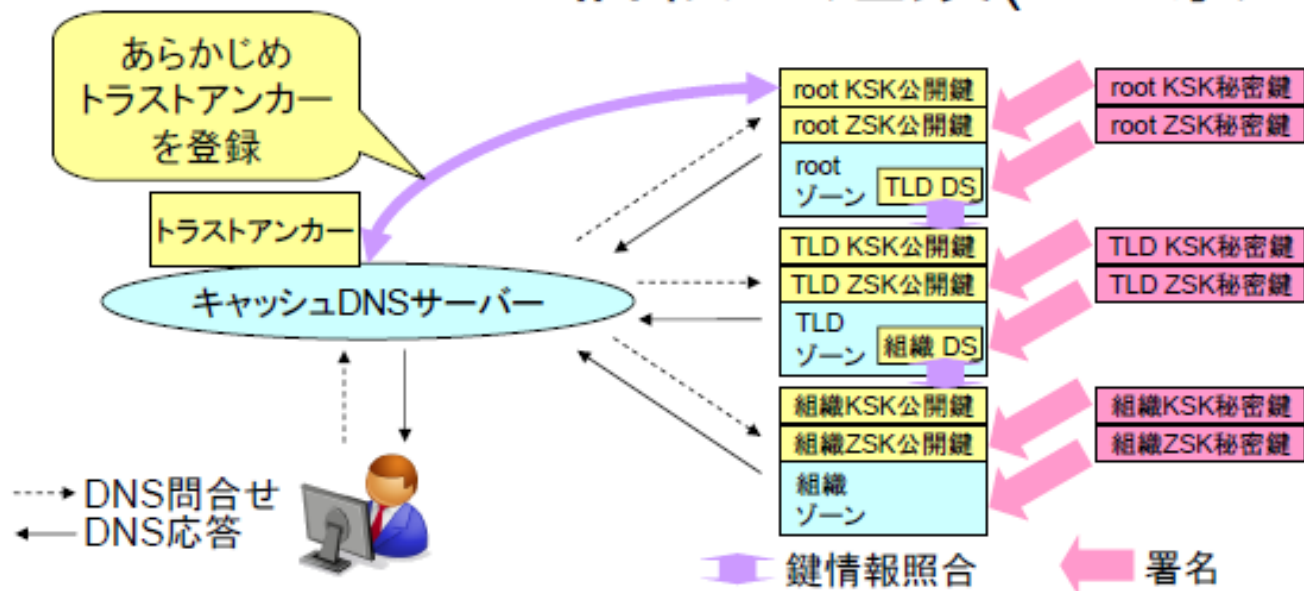 あらかじめ
トラストアンカー
を登録
トラストアンカー
キャッシュDNSサーバー
DNS問合せ
DNS応答
root KSK公開鍵
root ZSK公開鍵
root
ゾーン
TLD DS
TLD KSK公開鍵
TLD ZSK公開鍵
TLD
ゾーン
組織 DS
組織KSK公開鍵
組織ZSK公開鍵
組織
ゾーン
root KSK秘密鍵
root ZSK秘密鍵
TLD KSK秘密鍵
TLD ZSK秘密鍵
組織KSK秘密鍵
組織ZSK秘密鍵
鍵情報照合
署名